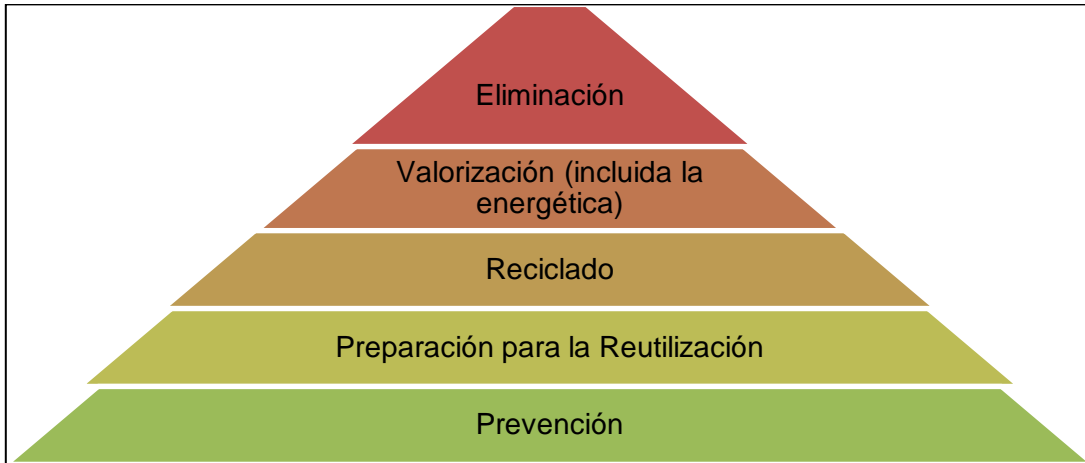 Eliminación
Valorización (incluida la
energética)
Reciclado
Preparación para la Reutilización
Prevención